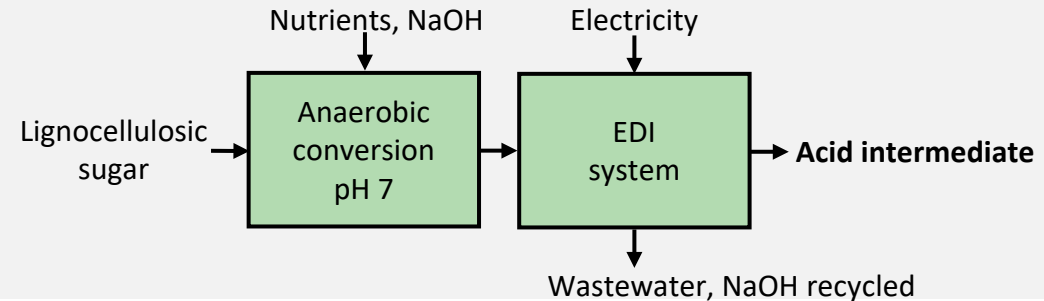 Nutrients, NaOH
Electricity
Lignocellulosic
sugar
Anaerobic
conversion
pH 7
EDI
system
Acid intermediate
Wastewater, NaOH recycled